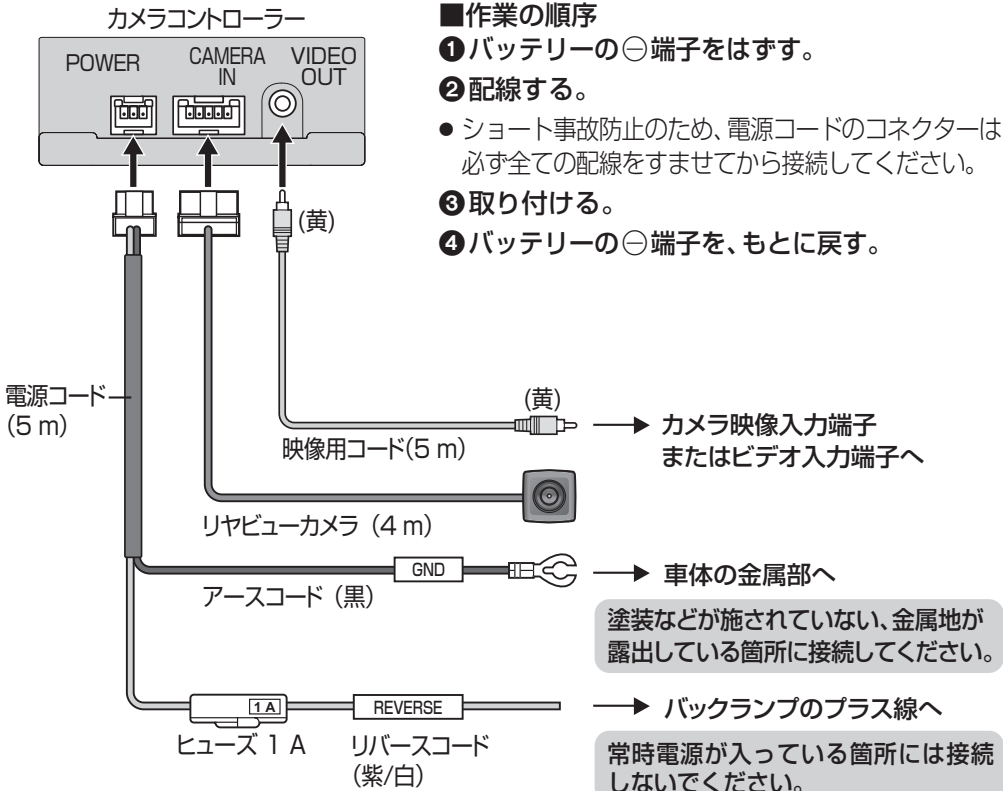 カメラコントローラー
POWER
CAMERA
IN
VIDEO
OUT
(黄)
電源コード
(5 m)
映像用コード(5 m)
(黄)
カメラ映像入力端子
またはビデオ入力端子へ
リヤビューカメラ (4 m)
アースコード (黒)
GND
車体の金属部へ
塗装などが施されていない、金属地が
露出している箇所に接続してください。
1 A
ヒューズ 1 A
REVERSE
リバースコード
(紫/白)
バックランプのプラス線へ
常時電源が入っている箇所には接続
しないでください。
■作業の順序
❶バッテリーの㊀端子をはずす。
❷配線する。
● ショート事故防止のため、電源コードのコネクターは
必ず全ての配線をすませてから接続してください。
❸取り付ける。
❹バッテリーの㊀端子を、もとに戻す。